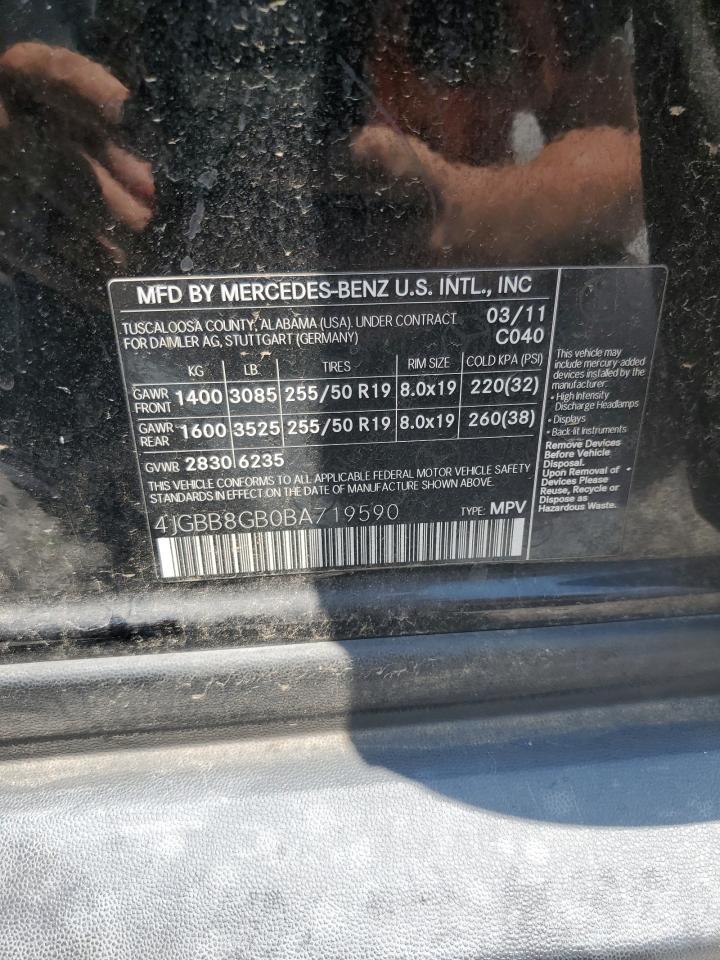 MFD BY MERCEDES-BENZ U.S. INTL., INC
TUSCALOOSA COUNTY, ALABAMA (USA). UNDER CONTRACT 03/11
FOR DAIMLER AG, STUTTGART (GERMANY) C040
KG LB. TIRES RIM SIZE COLD KPA (PSI)
GAWR FRONT 1400 3085 255/50 R19 8.0x19 220(32)
GAWR REAR 1600 3525 255/50 R19 8.0x19 260(38)
GVWR 2830 6235
THE VEHICLE CONFORMS TO ALL APPLICABLE FEDERAL MOTOR VEHICLE SAFETY
STANDARDS IN EFFECT ON THE DATE OF MANUFACTURE SHOWN ABOVE.
4JGBB8GB0BA719590 TYPE: MPV
This vehicle may
include mercury-added
devices installed by the
manufacturer:
• High Intensity
Discharge Headlamps
• Displays
• Back-lit Instruments
Remove Devices
Before Vehicle
Disposal.
Upon Removal of
Devices Please
Reuse, Recycle or
Dispose as
Hazardous Waste.